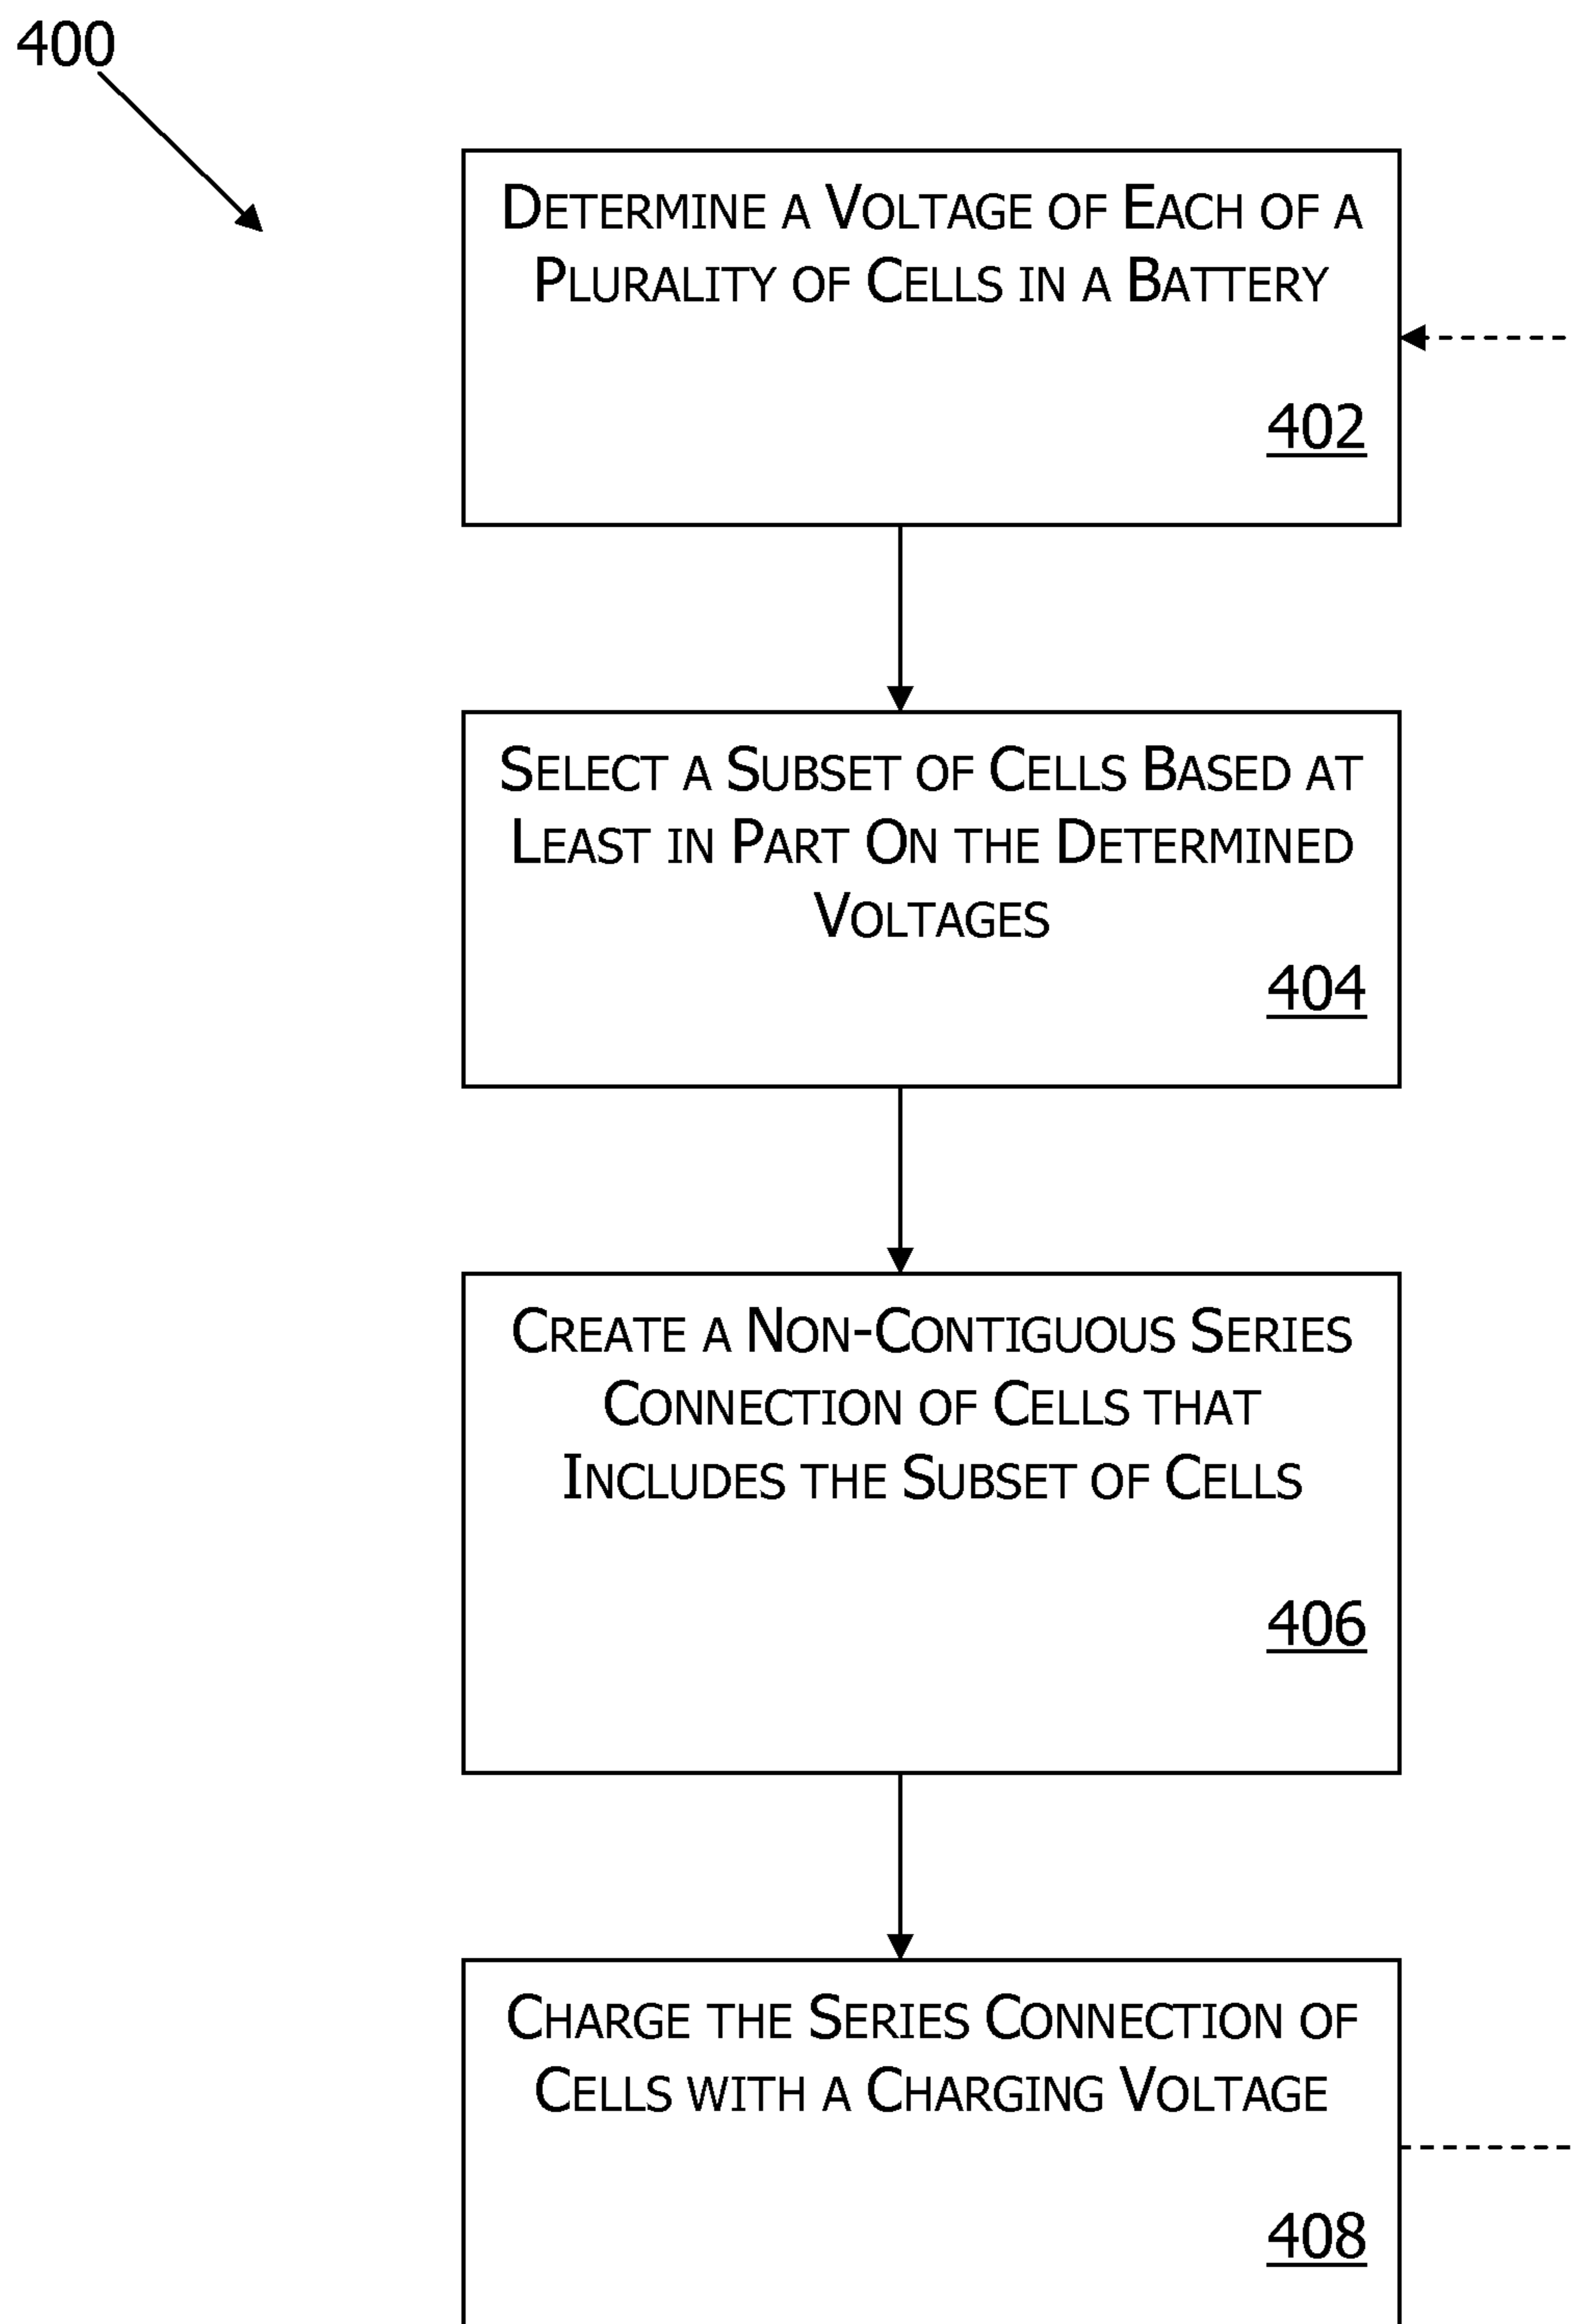 400
Determine a Voltage of Each of a
Plurality of Cells in a Battery
402
Select a Subset of Cells Based at
Least in Part On the Determined
Voltages
404
Create a Non-Contiguous Series
Connection of Cells that
Includes the Subset of Cells
406
Charge the Series Connection of
Cells with a Charging Voltage
408